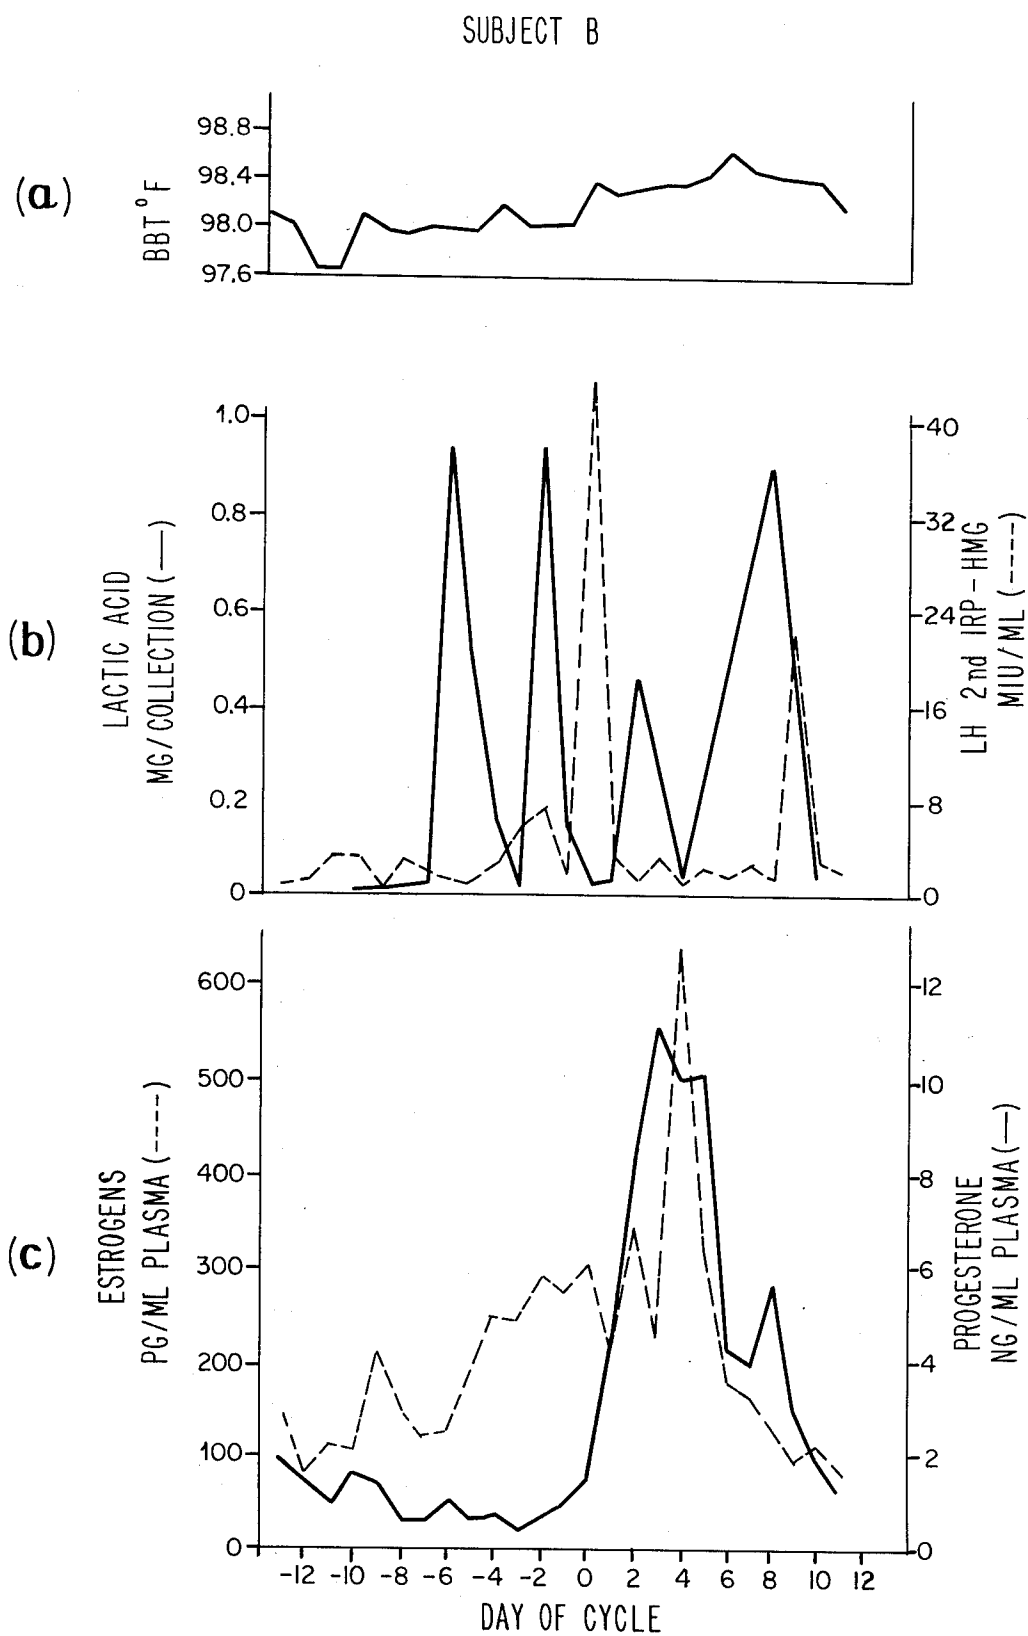 SUBJECT B
(a)
BBT°F
98.8
98.4
98.0
97.6
(b)
LACTIC ACID
MG/COLLECTION (—)
1.0
0.8
0.6
0.4
0.2
0
40
32
24
16
8
0
LH 2nd IRP-HMG
MIU/ML (----)
(c)
ESTROGENS
PG/ML PLASMA (----)
600
500
400
300
200
100
0
12
10
8
6
4
2
0
PROGESTERONE
NG/ML PLASMA (—)
-12 -10 -8 -6 -4 -2 0 2 4 6 8 10 12
DAY OF CYCLE